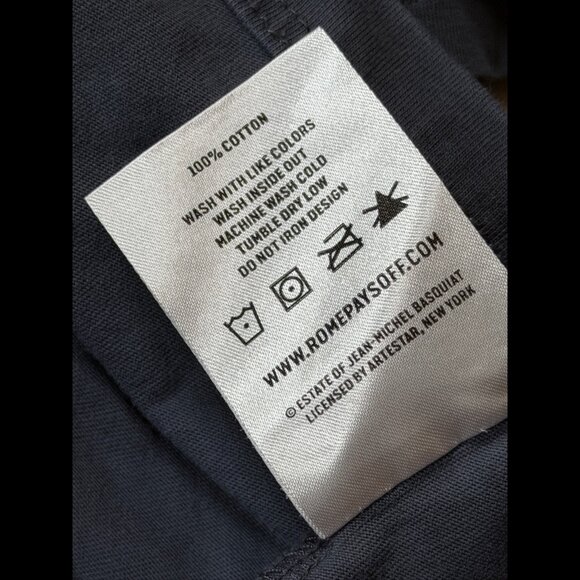 100% COTTON
WASH WITH LIKE COLORS
WASH INSIDE OUT
MACHINE WASH COLD
TUMBLE DRY LOW
DO NOT IRON DESIGN
WWW.ROMEPAYSOFF.COM
© ESTATE OF JEAN-MICHEL BASQUIAT
LICENSED BY ARTESTAR, NEW YORK